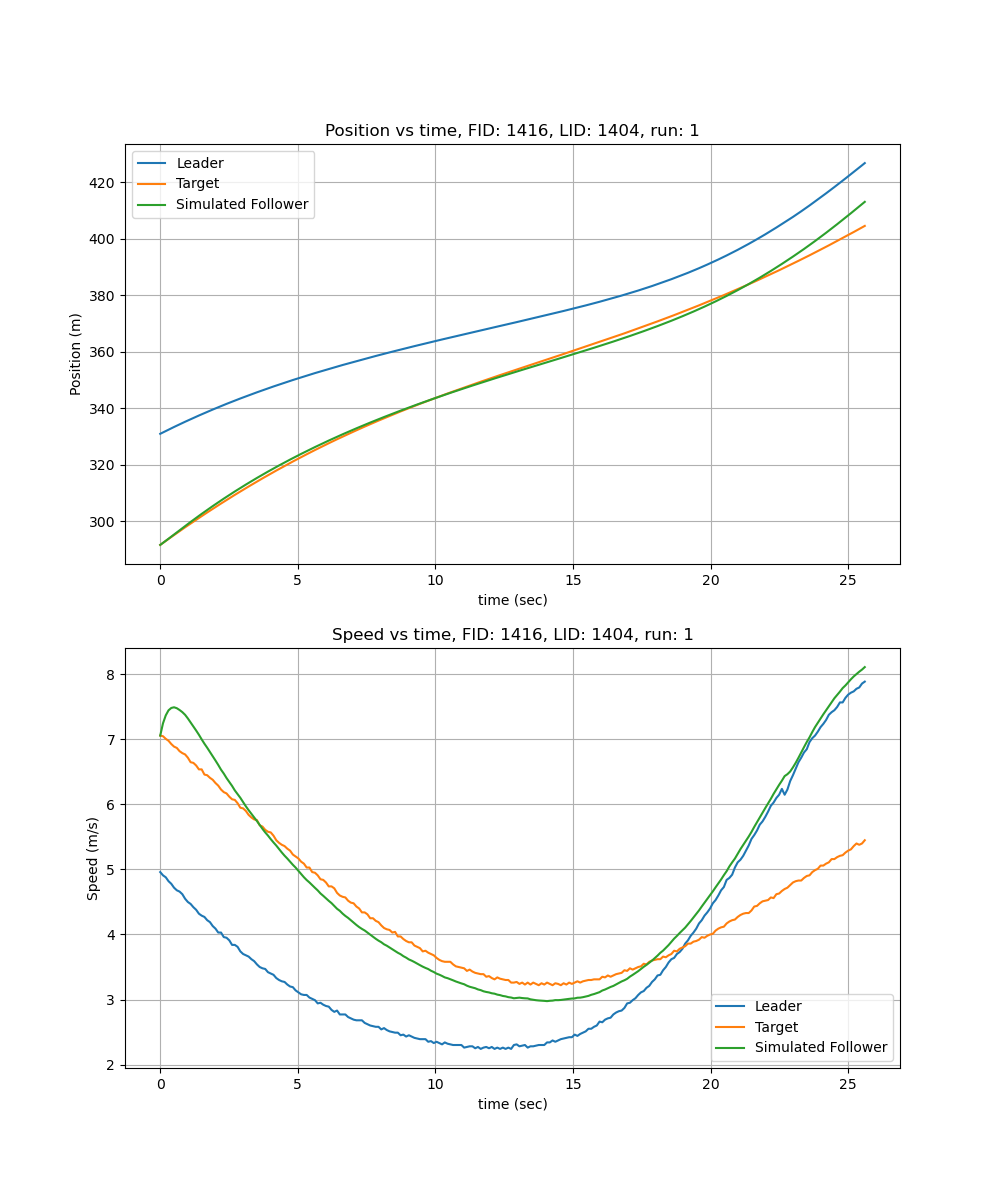 Position vs time, FID: 1416, LID: 1404, run: 1
Leader
Target
Simulated Follower
420
400
380
360
340
320
300
Position (m)
0 5 10 15 20 25
time (sec)
Speed vs time, FID: 1416, LID: 1404, run: 1
8
7
6
5
4
3
2
Speed (m/s)
Leader
Target
Simulated Follower
0 5 10 15 20 25
time (sec)